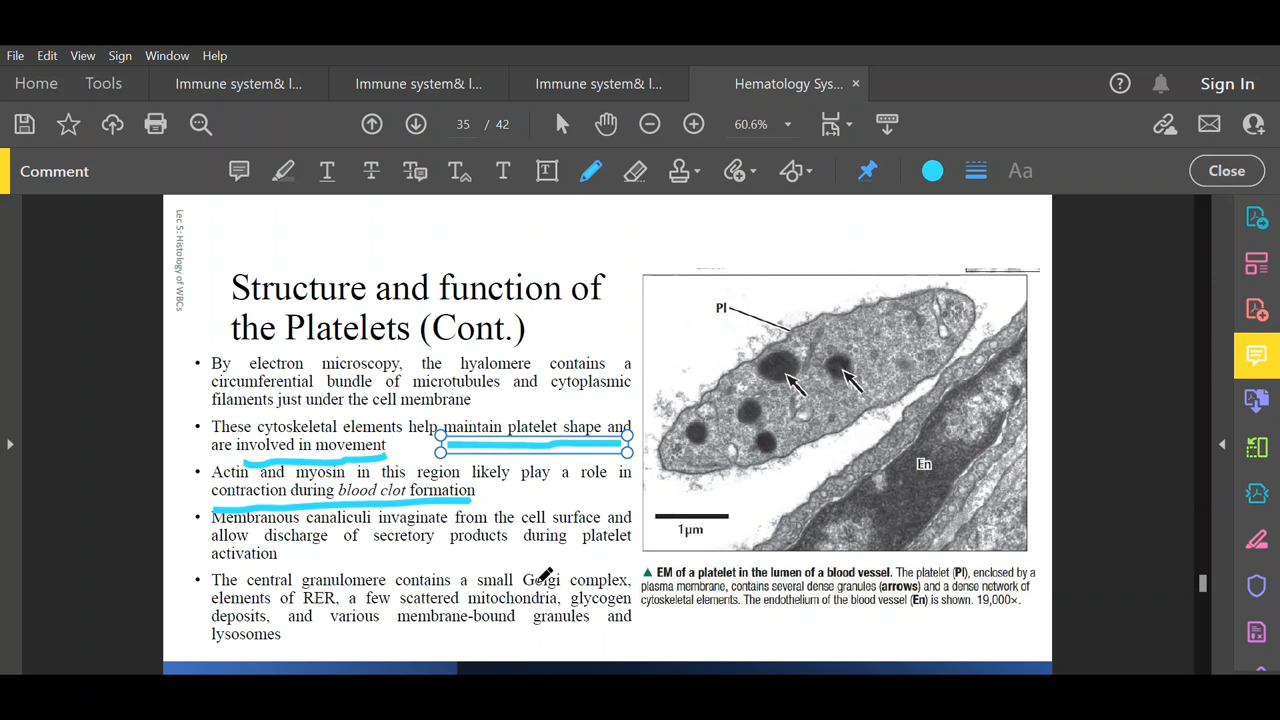 File Edit View Sign Window Help
Home Tools Immune system& l... Immune system& l... Immune system& l... Hematology Sys... × Sign In
35 / 42 60.6%
Comment Aa Close
Lec 5: Histology of WBCs
Structure and function of
the Platelets (Cont.)
• By electron microscopy, the hyalomere contains a
circumferential bundle of microtubules and cytoplasmic
filaments just under the cell membrane
• These cytoskeletal elements help maintain platelet shape and
are involved in movement
• Actin and myosin in this region likely play a role in
contraction during blood clot formation
• Membranous canaliculi invaginate from the cell surface and
allow discharge of secretory products during platelet
activation
• The central granulomere contains a small Golgi complex,
elements of RER, a few scattered mitochondria, glycogen
deposits, and various membrane-bound granules and
lysosomes
Pl
En
1µm
▲ EM of a platelet in the lumen of a blood vessel. The platelet (Pl), enclosed by a
plasma membrane, contains several dense granules (arrows) and a dense network of
cytoskeletal elements. The endothelium of the blood vessel (En) is shown. 19,000×.